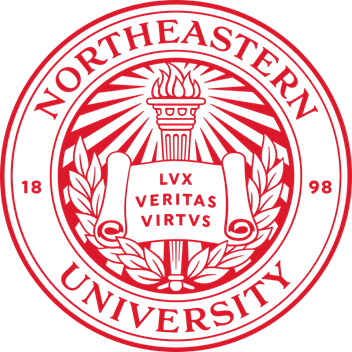 NORTHEASTERN
18 98
LVX
VERITAS
VIRTVS
UNIVERSITY